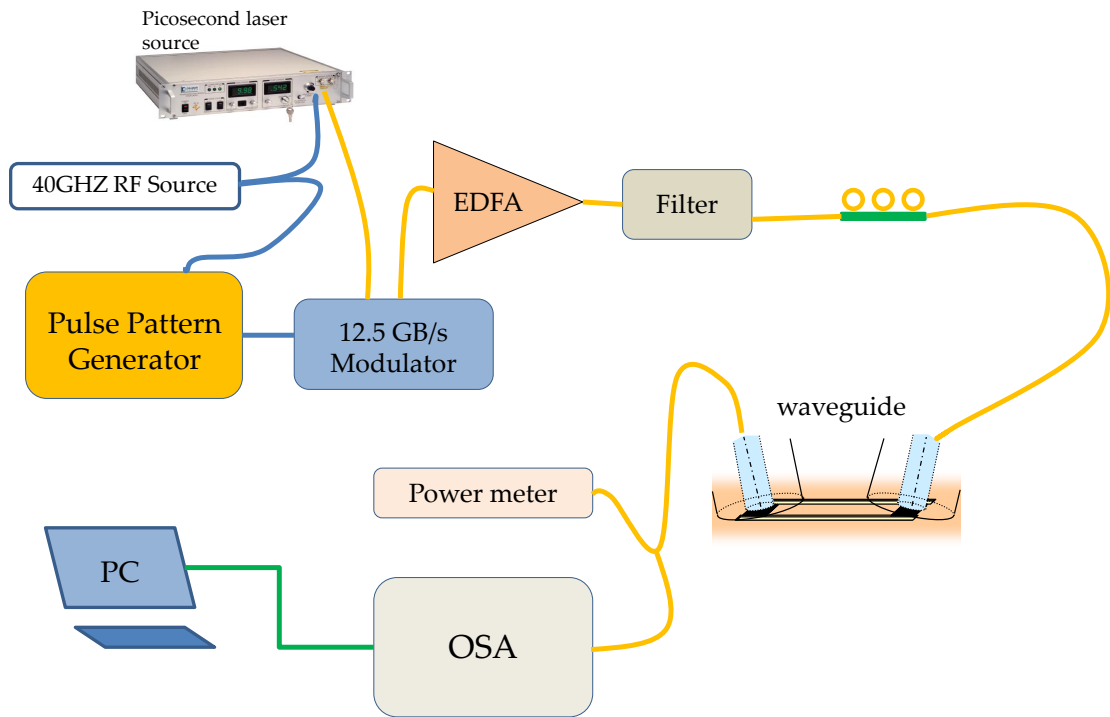 Picosecond laser
source
40GHZ RF Source
EDFA
Filter
Pulse Pattern
Generator
12.5 GB/s
Modulator
waveguide
Power meter
PC
OSA